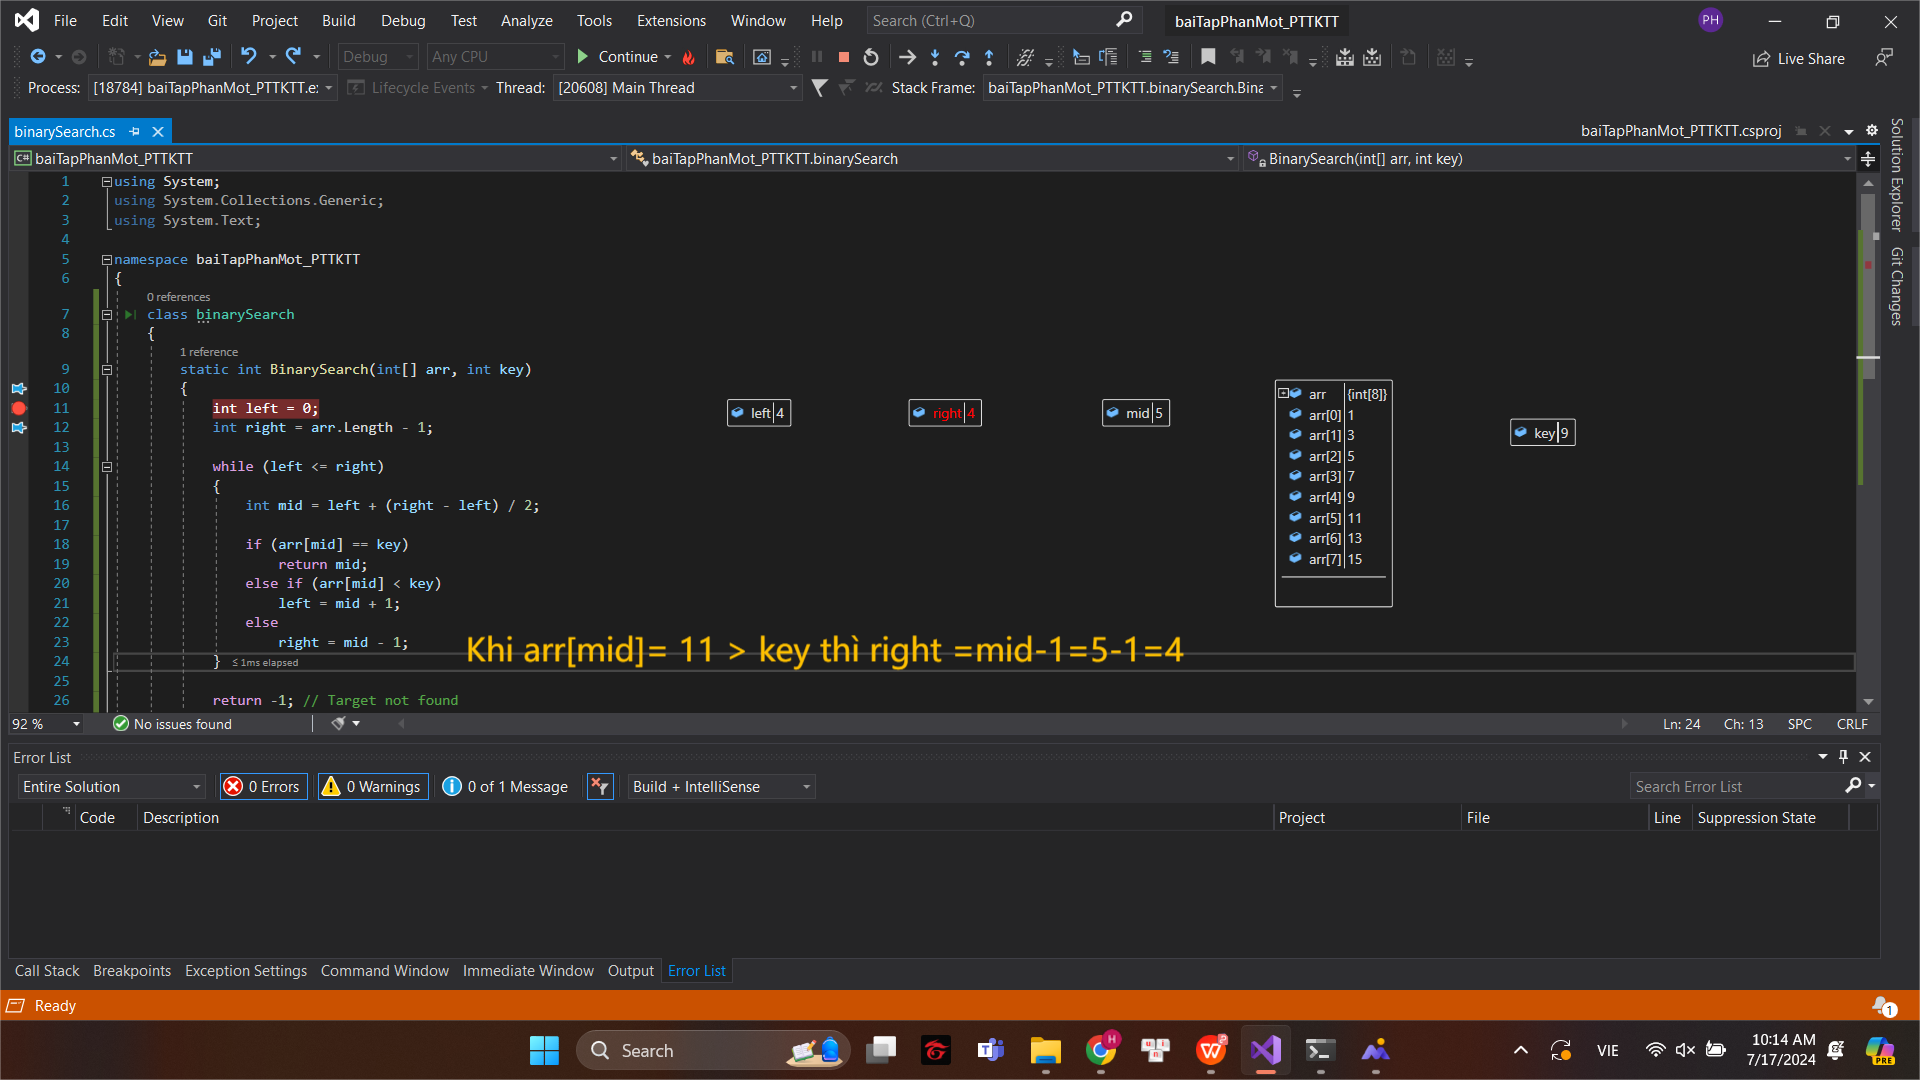 File Edit View Git Project Build Debug Test Analyze Tools Extensions Window Help Search (Ctrl+Q) baiTapPhanMot_PTTKTT PH
Debug Any CPU Continue Live Share
Process: [18784] baiTapPhanMot_PTTKTT.e Lifecycle Events Thread: [20608] Main Thread Stack Frame: baiTapPhanMot_PTTKTT.binarySearch.Bina
binarySearch.cs baiTapPhanMot_PTTKTT.csproj
C# baiTapPhanMot_PTTKTT baiTapPhanMot_PTTKTT.binarySearch BinarySearch(int[] arr, int key)
Solution Explorer
Git Changes
1 using System;
2 using System.Collections.Generic;
3 using System.Text;
4
5 namespace baiTapPhanMot_PTTKTT
6 {
0 references
7 class binarySearch
8 {
1 reference
9 static int BinarySearch(int[] arr, int key)
10 {
11 int left = 0;
12 int right = arr.Length - 1;
13
14 while (left <= right)
15 {
16 int mid = left + (right - left) / 2;
17
18 if (arr[mid] == key)
19 return mid;
20 else if (arr[mid] < key)
21 left = mid + 1;
22 else
23 right = mid - 1;
24 } ≤ 1ms elapsed
25
26 return -1; // Target not found
left 4
right 4
mid 5
arr {int[8]}
arr[0] 1
arr[1] 3
arr[2] 5
arr[3] 7
arr[4] 9
arr[5] 11
arr[6] 13
arr[7] 15
key 9
Khi arr[mid]= 11 > key thì right =mid-1=5-1=4
92 % No issues found Ln: 24 Ch: 13 SPC CRLF
Error List
Entire Solution 0 Errors 0 Warnings 0 of 1 Message Build + IntelliSense Search Error List
Code Description Project File Line Suppression State
Call Stack Breakpoints Exception Settings Command Window Immediate Window Output Error List
Ready 1
Search VIE 10:14 AM
7/17/2024
PRE